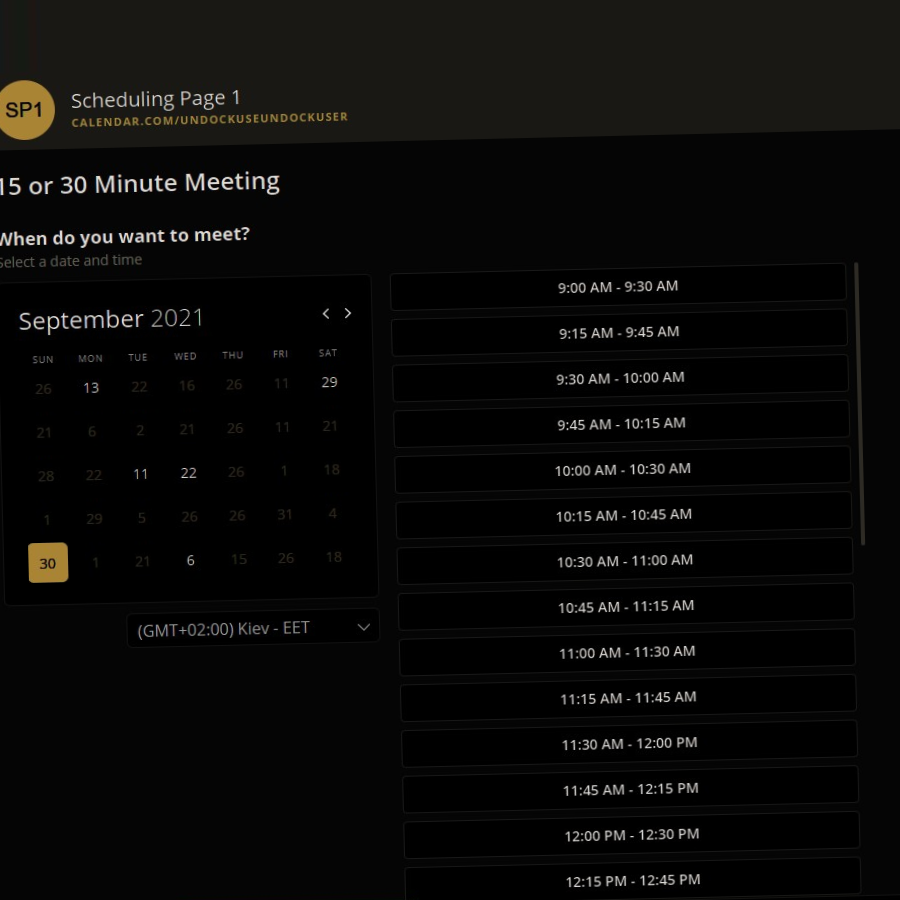 SP1
Scheduling Page 1
CALENDAR.COM/UNDOCKUSEUNDOCKUSER
15 or 30 Minute Meeting
When do you want to meet?
Select a date and time
September 2021
SUN MON TUE WED THU FRI SAT
26 13 22 16 26 11 29
21 6 2 21 26 11 21
28 22 11 22 26 1 18
1 29 5 26 26 31 4
30 1 21 6 15 26 18
(GMT+02:00) Kiev - EET
9:00 AM - 9:30 AM
9:15 AM - 9:45 AM
9:30 AM - 10:00 AM
9:45 AM - 10:15 AM
10:00 AM - 10:30 AM
10:15 AM - 10:45 AM
10:30 AM - 11:00 AM
10:45 AM - 11:15 AM
11:00 AM - 11:30 AM
11:15 AM - 11:45 AM
11:30 AM - 12:00 PM
11:45 AM - 12:15 PM
12:00 PM - 12:30 PM
12:15 PM - 12:45 PM